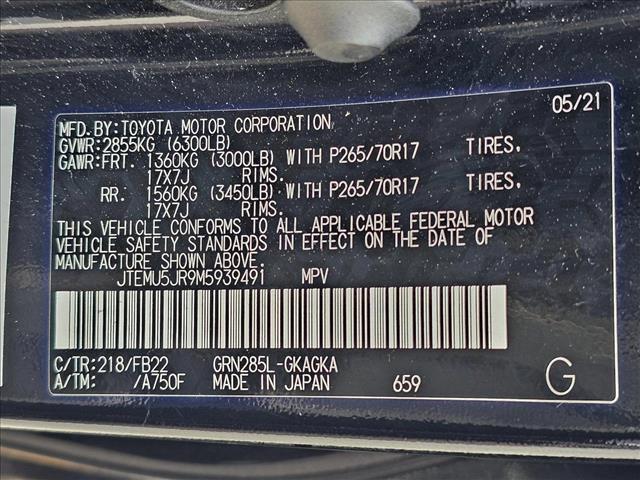 05/21
MFD.BY:TOYOTA MOTOR CORPORATION
GVWR:2855KG (6300LB)
GAWR:FRT. 1360KG (3000LB) WITH P265/70R17 TIRES,
17X7J RIMS.
RR. 1560KG (3450LB) WITH P265/70R17 TIRES,
17X7J RIMS.
THIS VEHICLE CONFORMS TO ALL APPLICABLE FEDERAL MOTOR
VEHICLE SAFETY STANDARDS IN EFFECT ON THE DATE OF
MANUFACTURE SHOWN ABOVE.
JTEMU5JR9M5939491 MPV
C/TR:218/FB22 GRN285L-GKAGKA
A/TM: /A750F MADE IN JAPAN 659 G